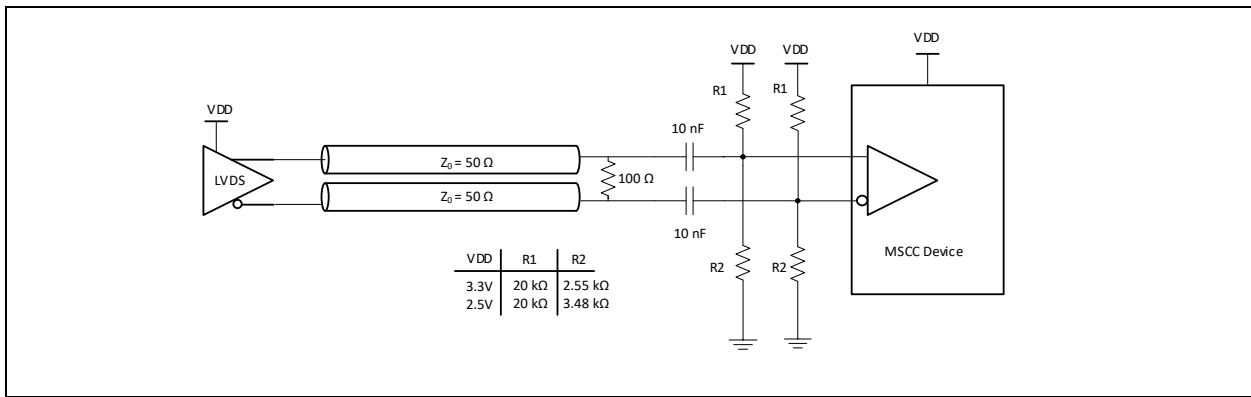 VDD
VDD
VDD
VDD
R1
R1
10 nF
LVDS
Z₀ = 50 Ω
100 Ω
Z₀ = 50 Ω
10 nF
R2
R2
MSCC Device
VDD R1 R2
3.3V 20 kΩ 2.55 kΩ
2.5V 20 kΩ 3.48 kΩ